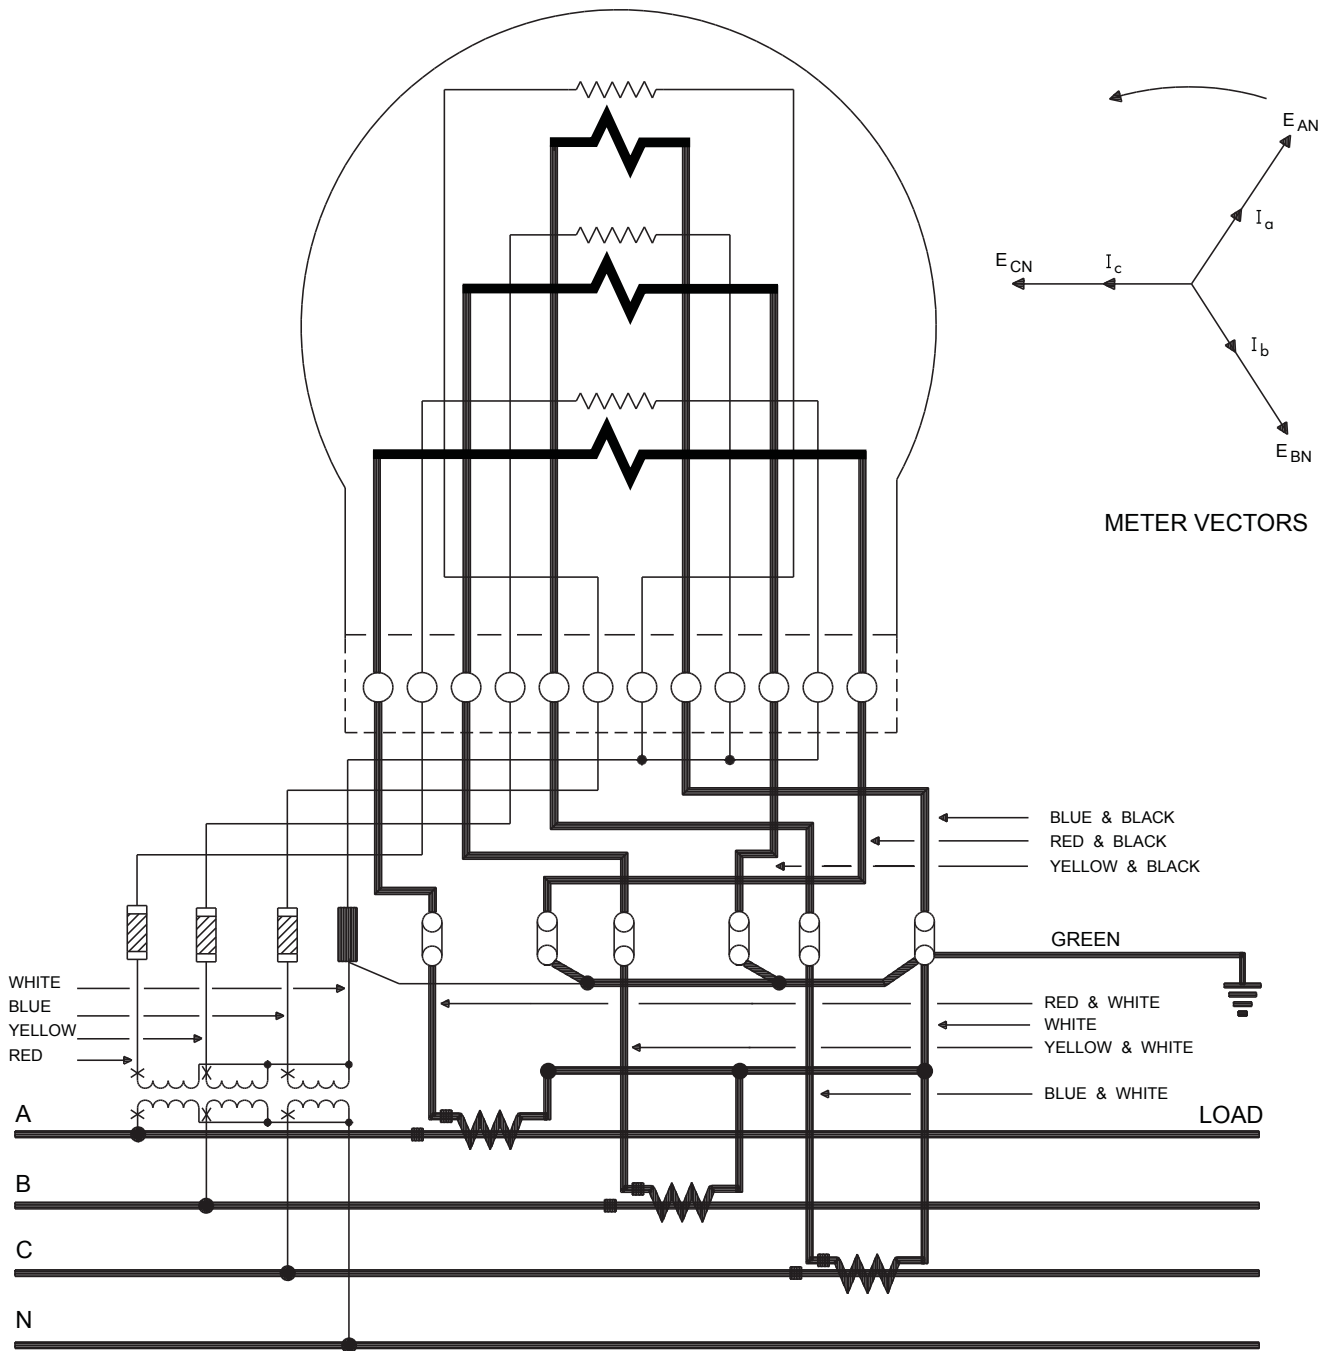 E AN
I a
E CN
I c
I b
E BN
METER VECTORS
BLUE & BLACK
RED & BLACK
YELLOW & BLACK
GREEN
WHITE
BLUE
YELLOW
RED
RED & WHITE
WHITE
YELLOW & WHITE
BLUE & WHITE
A
LOAD
B
C
N